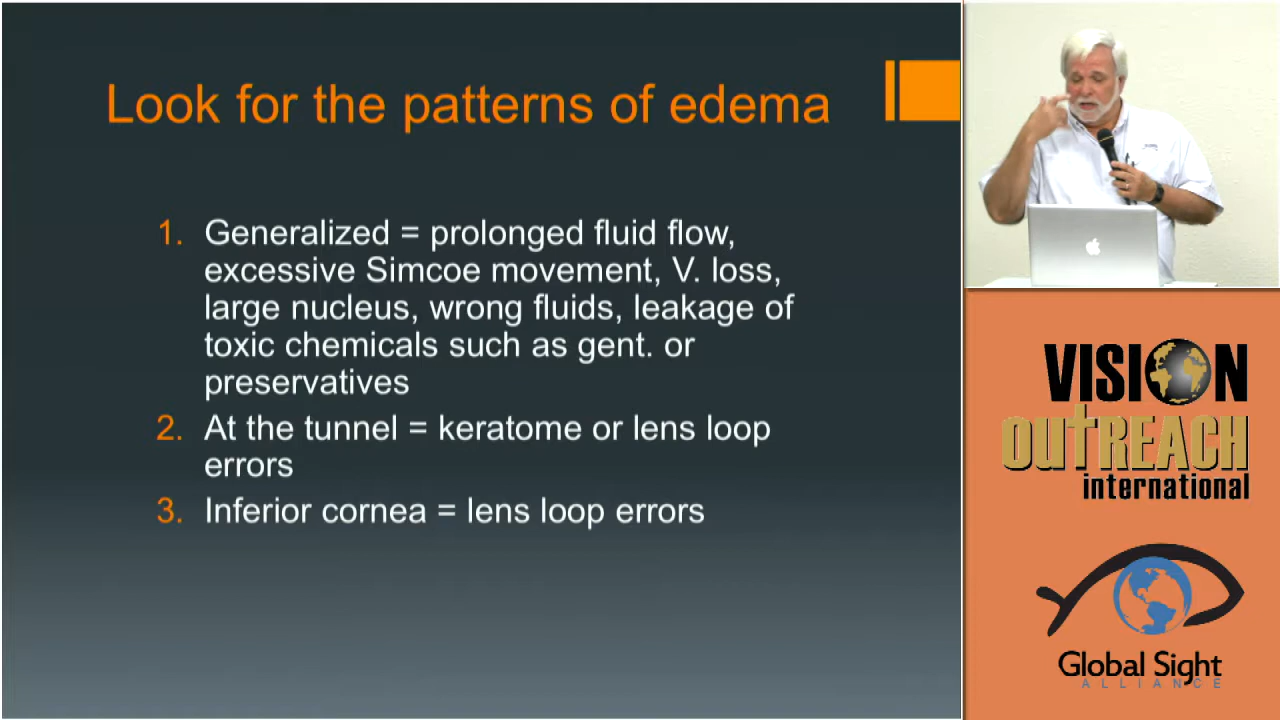 Look for the patterns of edema
1. Generalized = prolonged fluid flow,
excessive Simcoe movement, V. loss,
large nucleus, wrong fluids, leakage of
toxic chemicals such as gent. or
preservatives
2. At the tunnel = keratome or lens loop
errors
3. Inferior cornea = lens loop errors
VISION
OUTREACH
international
Global Sight
ALLIANCE